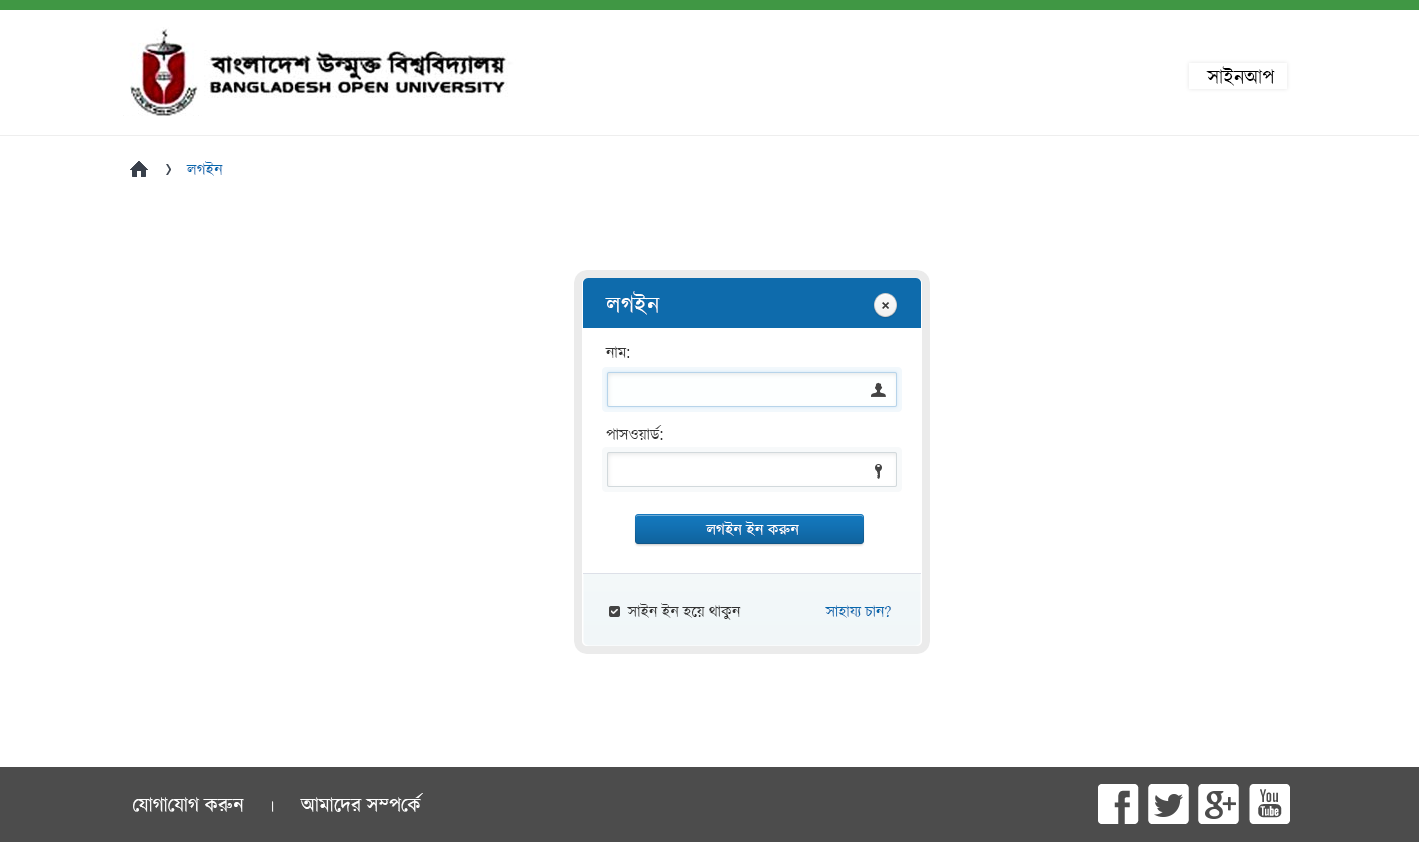 বাংলাদেশ উন্মুক্ত বিশ্ববিদ্যালয়
BANGLADESH OPEN UNIVERSITY
সাইনআপ
লগইন
লগইন
নাম:
পাসওয়ার্ড:
লগইন ইন করুন
সাইন ইন হয়ে থাকুন
সাহায্য চান?
যোগাযোগ করুন | আমাদের সম্পর্কে
You
Tube